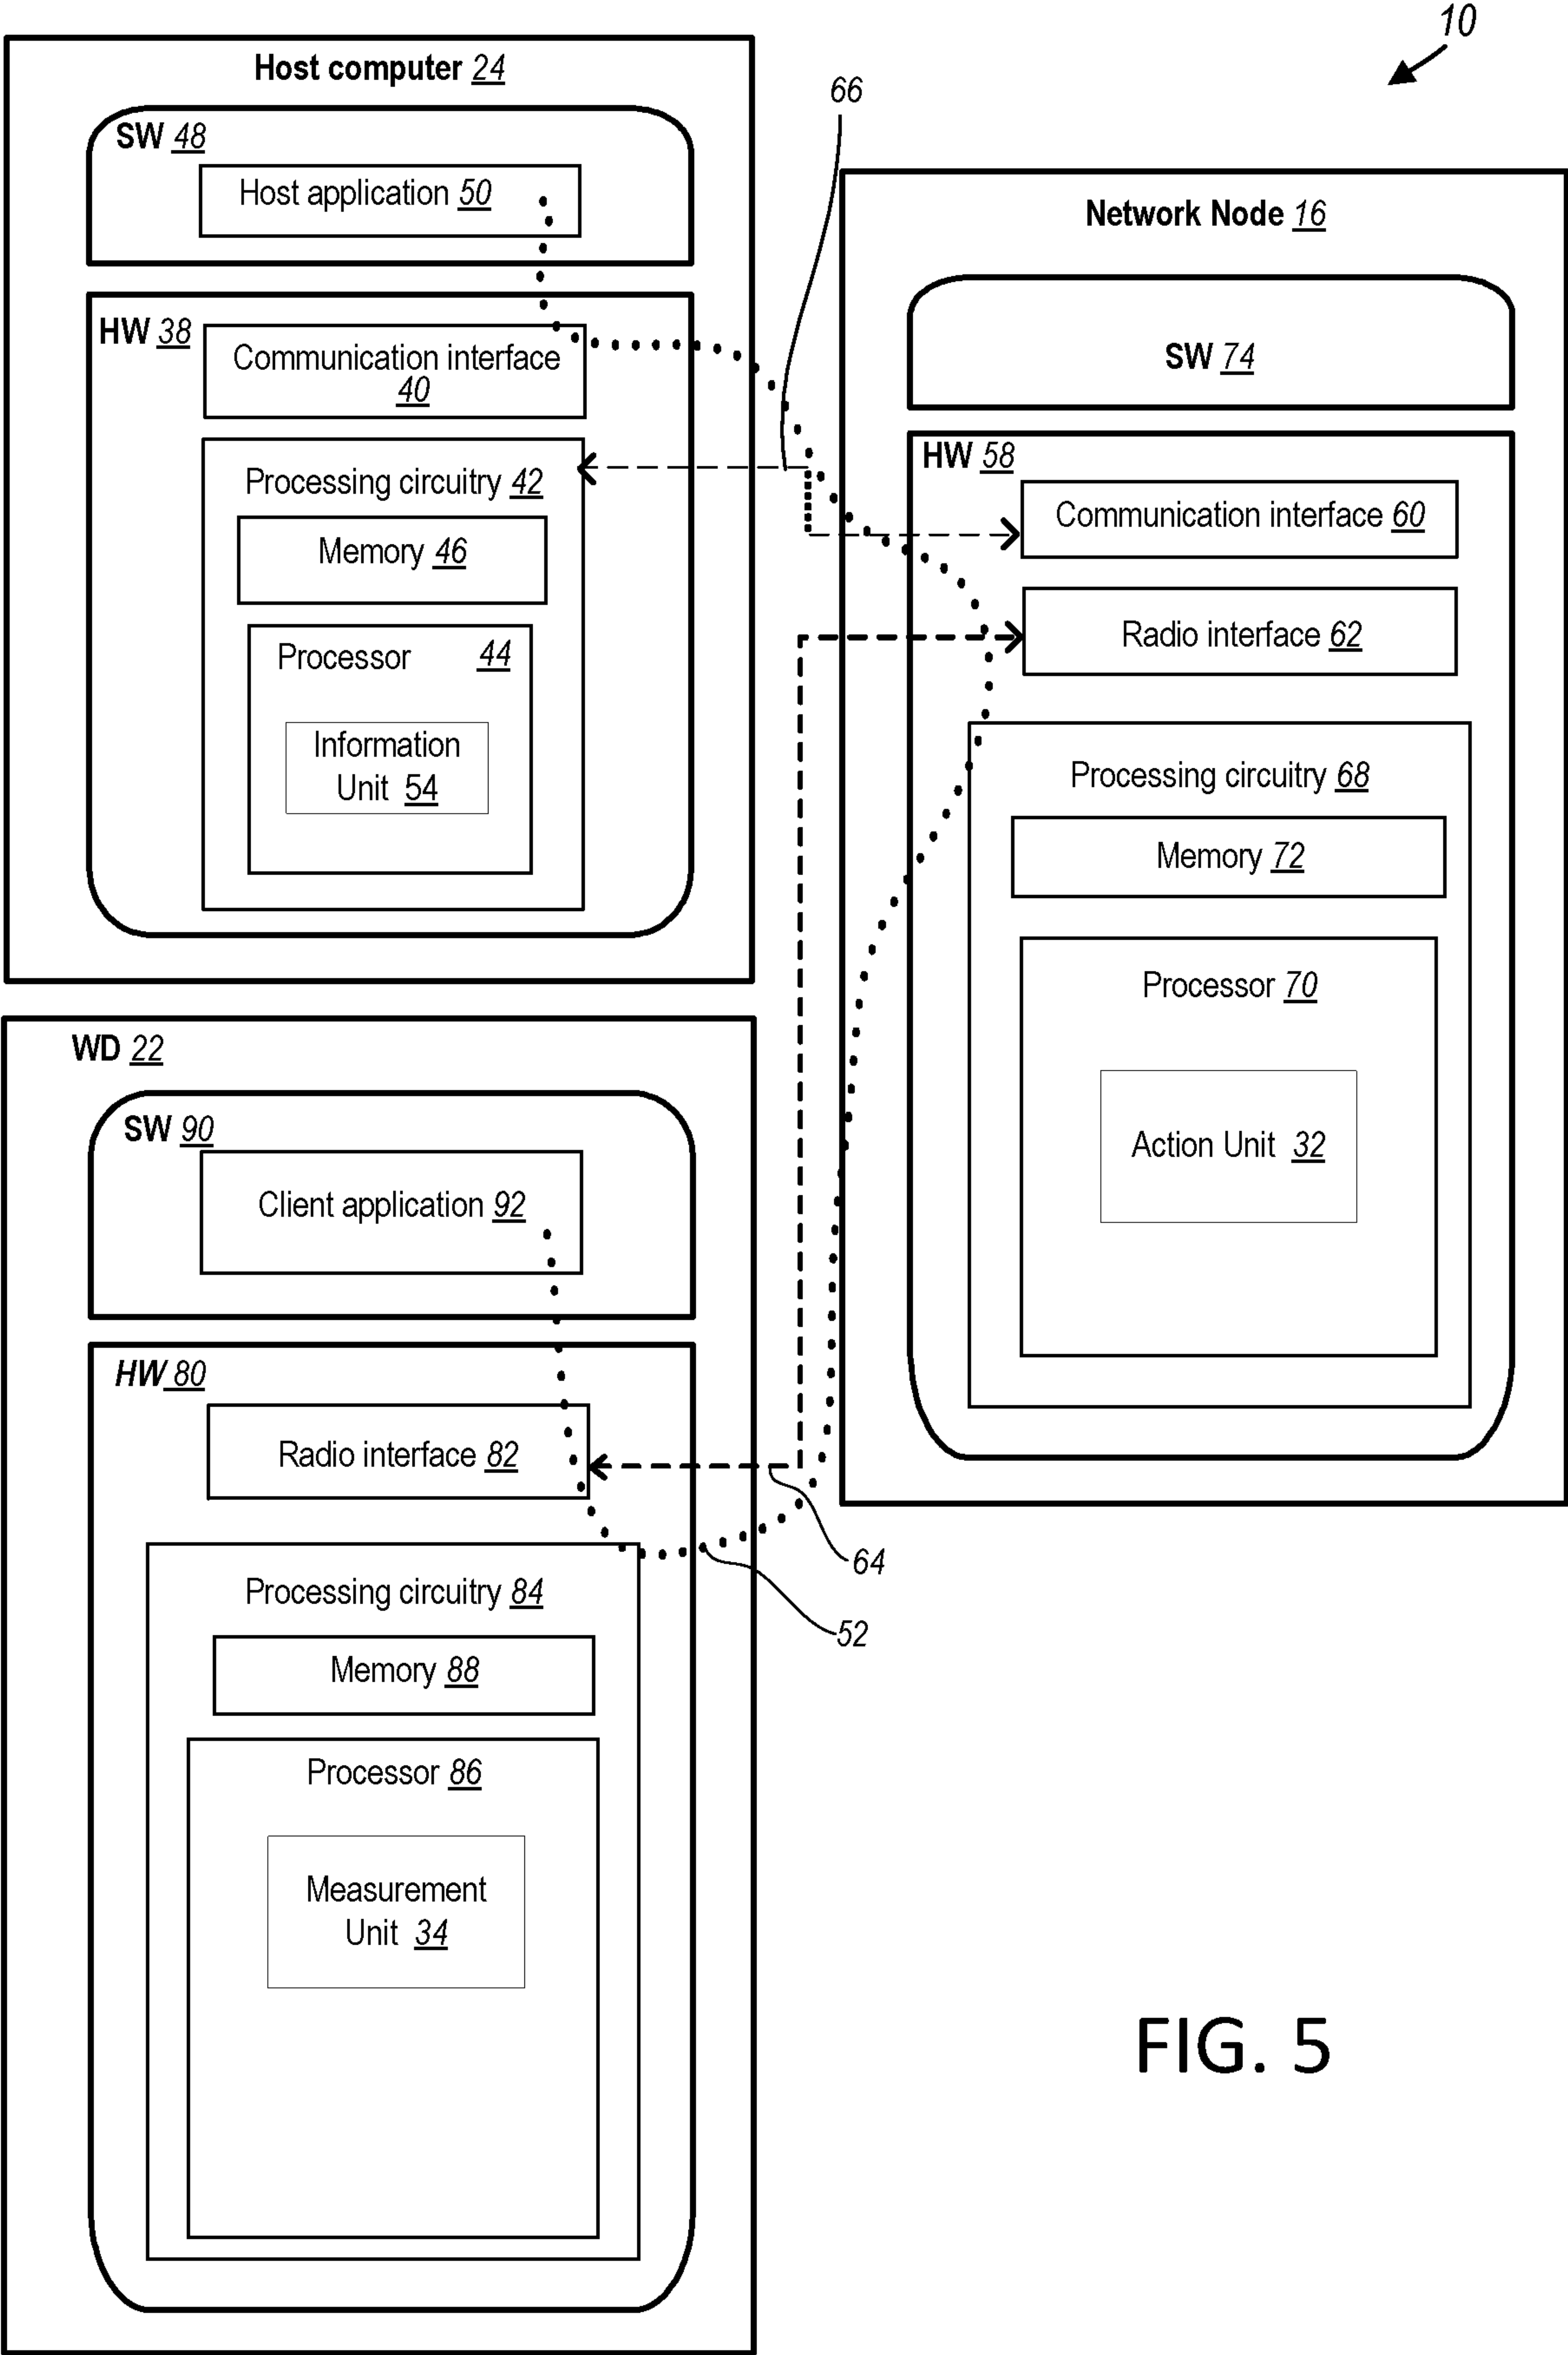 10
Host computer 24
SW 48
Host application 50
HW 38
Communication interface
40
Processing circuitry 42
Memory 46
Processor 44
Information
Unit 54
66
Network Node 16
SW 74
HW 58
Communication interface 60
Radio interface 62
Processing circuitry 68
Memory 72
Processor 70
Action Unit 32
WD 22
SW 90
Client application 92
HW 80
Radio interface 82
Processing circuitry 84
Memory 88
Processor 86
Measurement
Unit 34
64
52
FIG. 5